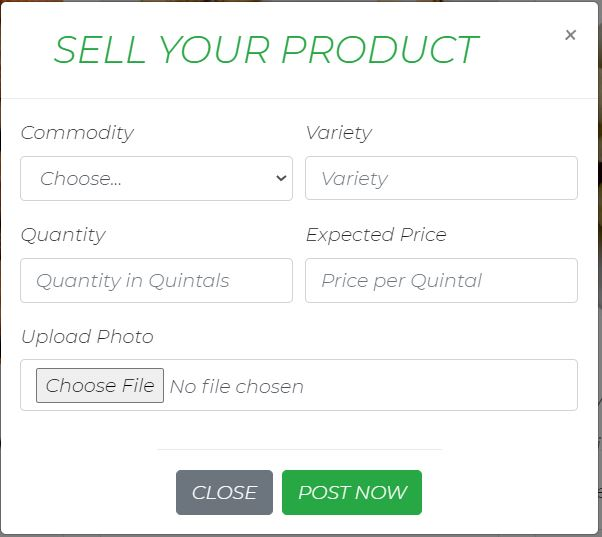 SELL YOUR PRODUCT ×
Commodity Variety
Choose... Variety
Quantity Expected Price
Quantity in Quintals Price per Quintal
Upload Photo
Choose File No file chosen
CLOSE POST NOW